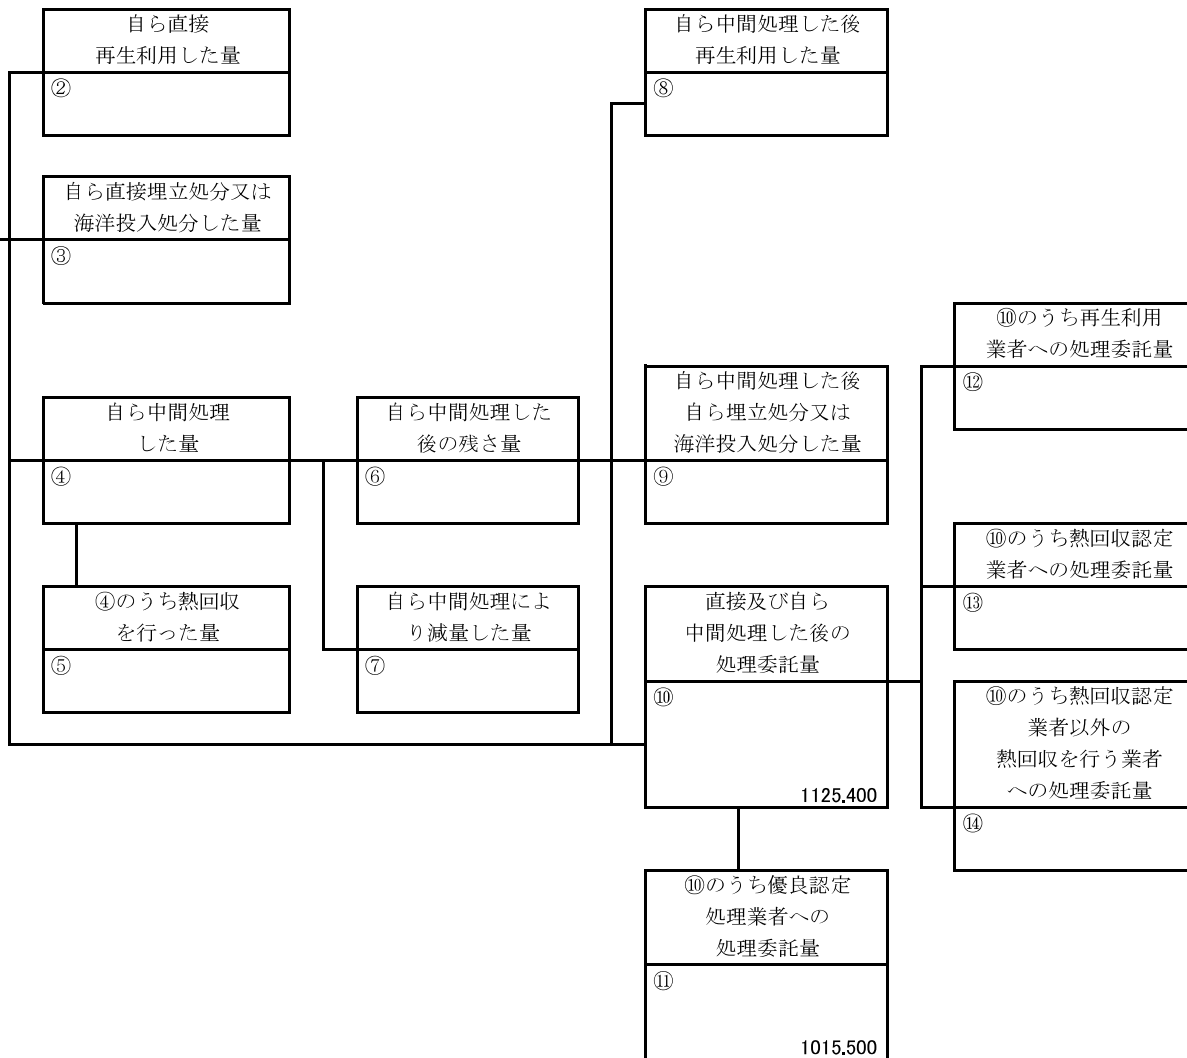 自ら直接
再生利用した量
②
自ら直接埋立処分又は
海洋投入処分した量
③
自ら中間処理
した量
④
④のうち熱回収
を行った量
⑤
自ら中間処理した
後の残さ量
⑥
自ら中間処理によ
り減量した量
⑦
自ら中間処理した後
再生利用した量
⑧
自ら中間処理した後
自ら埋立処分又は
海洋投入処分した量
⑨
直接及び自ら
中間処理した後の
処理委託量
⑩
1125.400
⑩のうち優良認定
処理業者への
処理委託量
⑪
1015.500
⑩のうち再生利用
業者への処理委託量
⑫
⑩のうち熱回収認定
業者への処理委託量
⑬
⑩のうち熱回収認定
業者以外の
熱回収を行う業者
への処理委託量
⑭